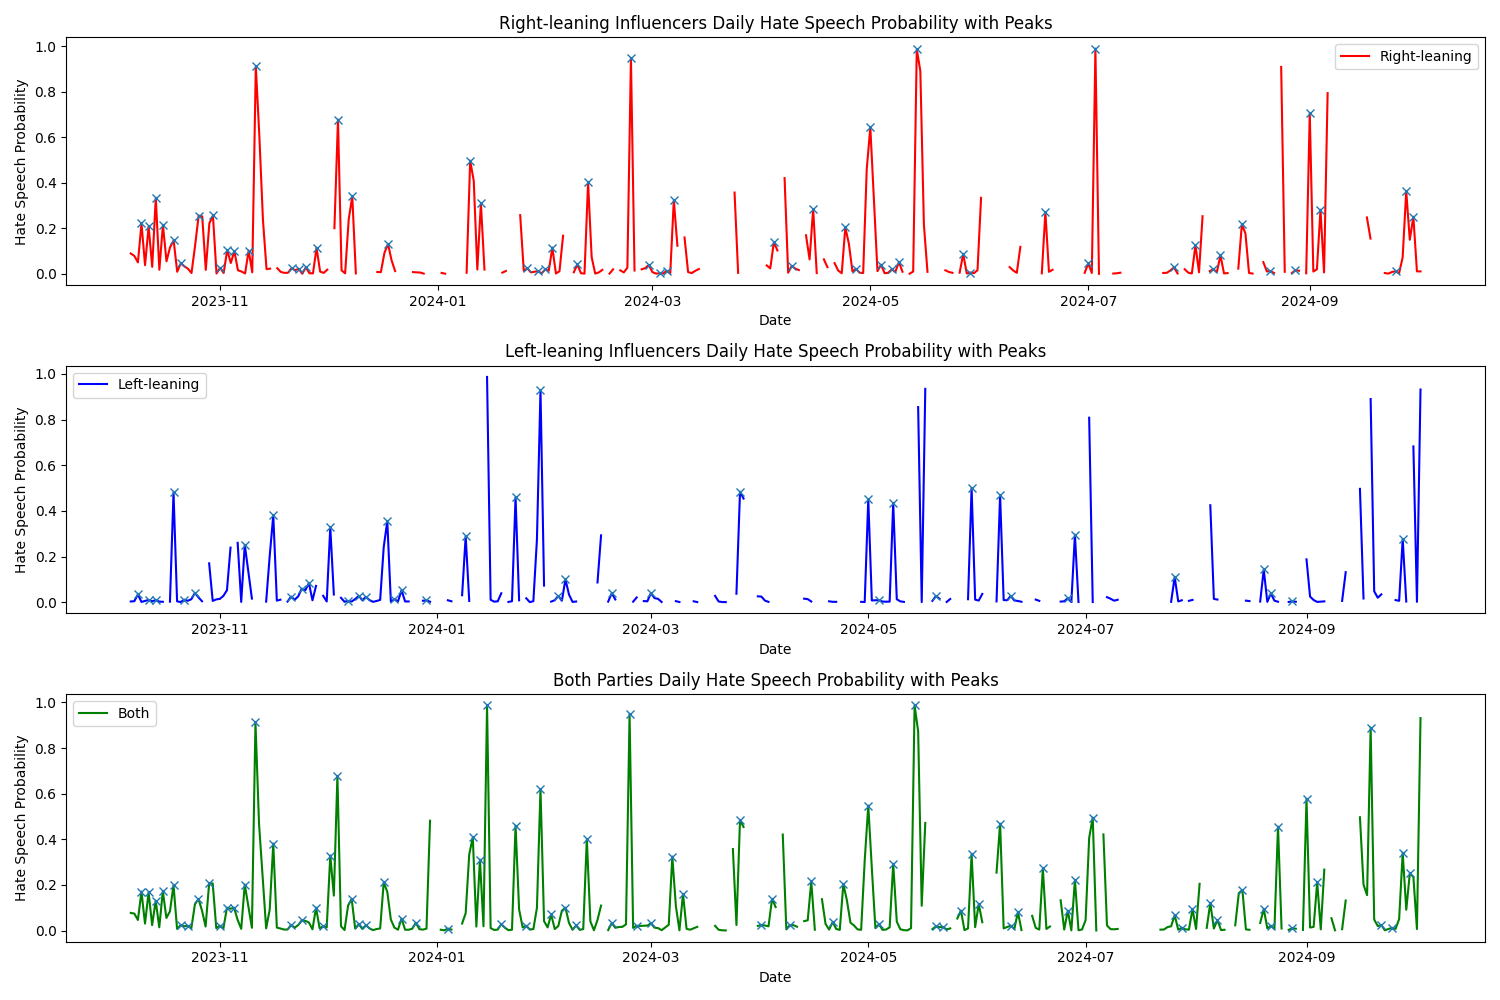 Right-leaning Influencers Daily Hate Speech Probability with Peaks
Hate Speech Probability
1.0
0.8
0.6
0.4
0.2
0.0
Right-leaning
2023-11 2024-01 2024-03 2024-05 2024-07 2024-09
Date
Left-leaning Influencers Daily Hate Speech Probability with Peaks
Hate Speech Probability
1.0
0.8
0.6
0.4
0.2
0.0
Left-leaning
2023-11 2024-01 2024-03 2024-05 2024-07 2024-09
Date
Both Parties Daily Hate Speech Probability with Peaks
Hate Speech Probability
1.0
0.8
0.6
0.4
0.2
0.0
Both
2023-11 2024-01 2024-03 2024-05 2024-07 2024-09
Date